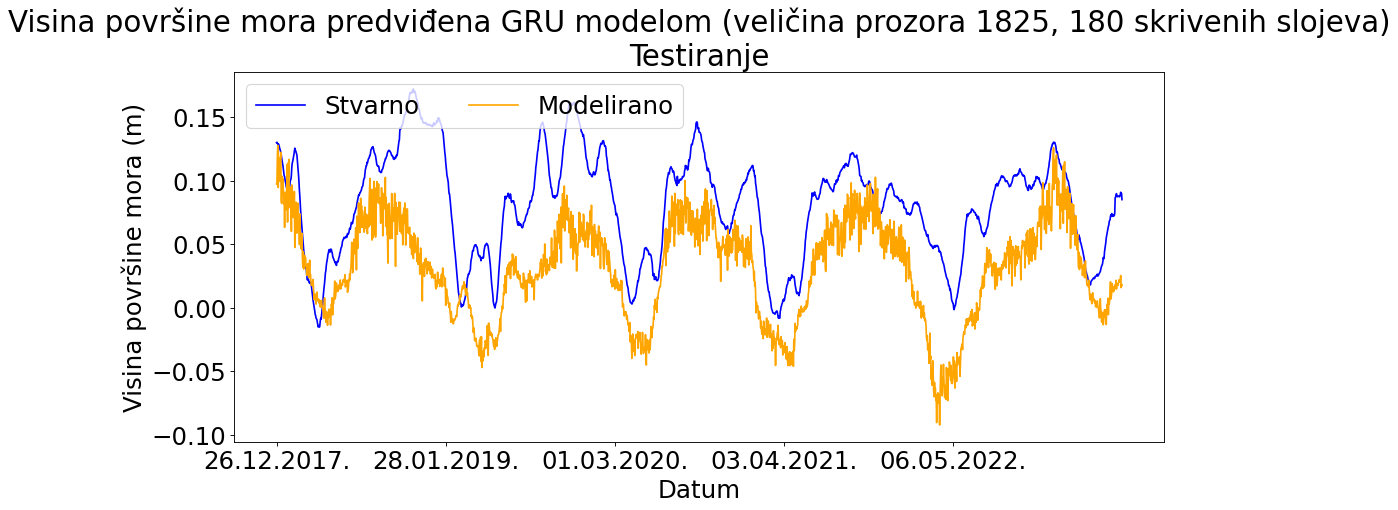 Visina površine mora predviđena GRU modelom (veličina prozora 1825, 180 skrivenih slojeva)
Testiranje
Stvarno
Modelirano
Visina površine mora (m)
0.15
0.10
0.05
0.00
−0.05
−0.10
26.12.2017.
28.01.2019.
01.03.2020.
03.04.2021.
06.05.2022.
Datum